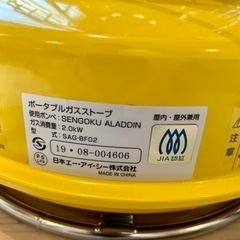 ポータブルガスストーブ
使用ボンベ：SENGOKU ALADDIN
ガス消費量：2.0kW
型　　式：SAG-BF02
19・08-004606
日本エー・アイ・シー株式会社
MADE IN CHINA
屋内・屋外兼用
JIA認証